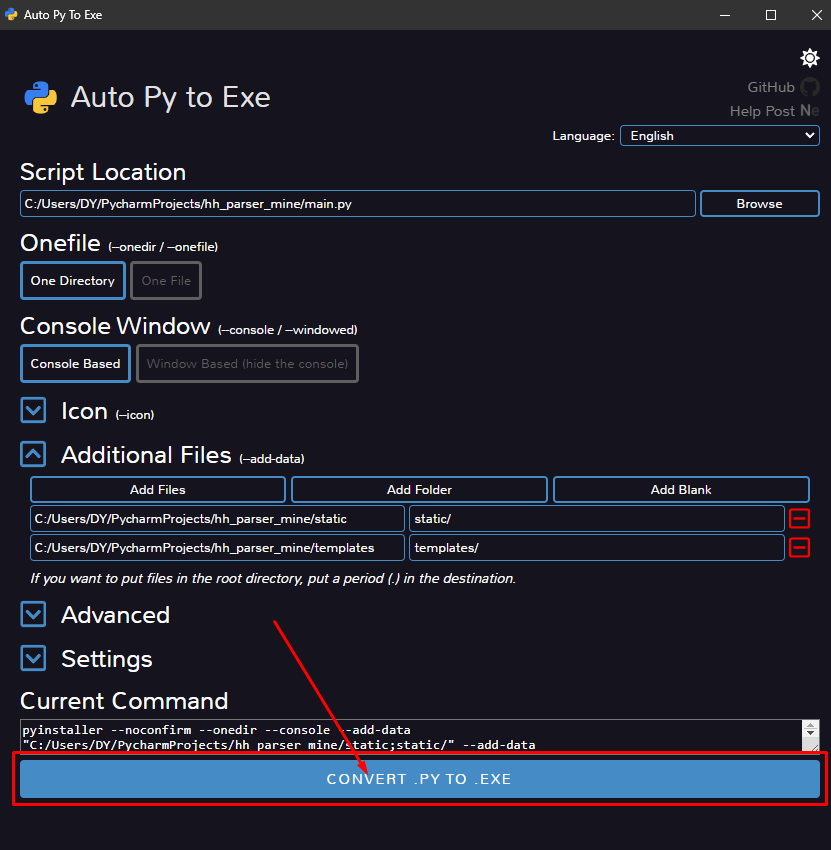 Auto Py To Exe
Auto Py to Exe
GitHub
Help Post
Language: English
Script Location
C:/Users/DY/PycharmProjects/hh_parser_mine/main.py Browse
Onefile (--onedir / --onefile)
One Directory One File
Console Window (--console / --windowed)
Console Based Window Based (hide the console)
Icon (--icon)
Additional Files (--add-data)
Add Files Add Folder Add Blank
C:/Users/DY/PycharmProjects/hh_parser_mine/static static/
C:/Users/DY/PycharmProjects/hh_parser_mine/templates templates/
If you want to put files in the root directory, put a period (.) in the destination.
Advanced
Settings
Current Command
pyinstaller --noconfirm --onedir --console --add-data
"C:/Users/DY/PycharmProjects/hh_parser_mine/static;static/" --add-data
CONVERT .PY TO .EXE